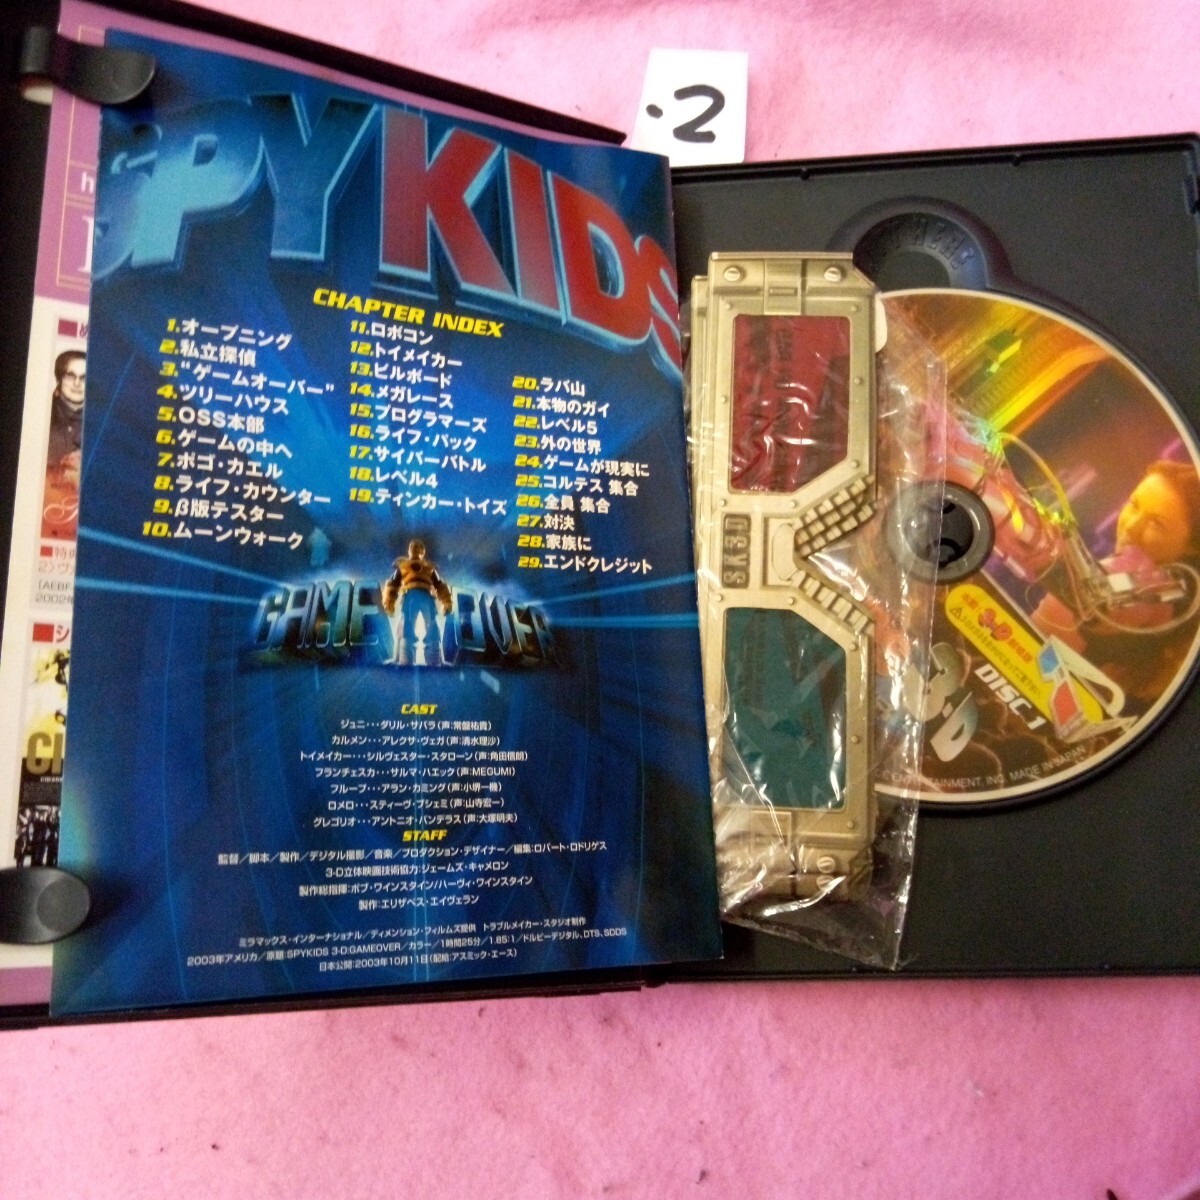 ・2
SPYKIDS
CHAPTER INDEX
1.オープニング
2.私立探偵
3."ゲームオーバー"
4.ツリーハウス
5.OSS本部
6.ゲームの中へ
7.ポゴ・カエル
8.ライフ・カウンター
9.β版テスター
10.ムーンウォーク
11.ロボコン
12.トイメイカー
13.ビルボード
14.メガレース
15.プログラマーズ
16.ライフ・パック
17.サイバーバトル
18.レベル4
19.ティンカー・トイズ
20.ラバ山
21.本物のガイ
22.レベル5
23.外の世界
24.ゲームが現実に
25.コルテス 集合
26.全員 集合
27.対決
28.家族に
29.エンドクレジット
GAME OVER
CAST
ジュニ・・・ダリル・サバラ(声:常盤祐貴)
カルメン・・・アレクサ・ヴェガ(声:清水理沙)
トイメイカー・・・シルヴェスター・スタローン(声:角田信朗)
フランチェスカ・・・サルマ・ハエック(声:MEGUMI)
フループ・・・アラン・カミング(声:小堺一機)
ロメロ・・・スティーヴ・ブシェミ(声:山寺宏一)
グレゴリオ・・・アントニオ・バンデラス(声:大塚明夫)
STAFF
監督/脚本/製作/デジタル撮影/音楽/プロダクション・デザイナー/編集:ロバート・ロドリゲス
3-D立体映画技術協力:ジェームズ・キャメロン
製作総指揮:ボブ・ワインスタイン/ハーヴィ・ワインスタイン
製作:エリザベス・エイヴェラン
ミラマックス・インターナショナル/ディメンション・フィルムズ提供 トラブルメイカー・スタジオ制作
2003年アメリカ/原題:SPYKIDS 3-D:GAMEOVER/カラー/1時間25分/1.85:1/ドルビーデジタル、DTS、SDDS
日本公開:2003年10月11日(配給:アスミック・エース)
3-D
DISC 1
ENTERTAINMENT, INC. MADE IN JAPAN